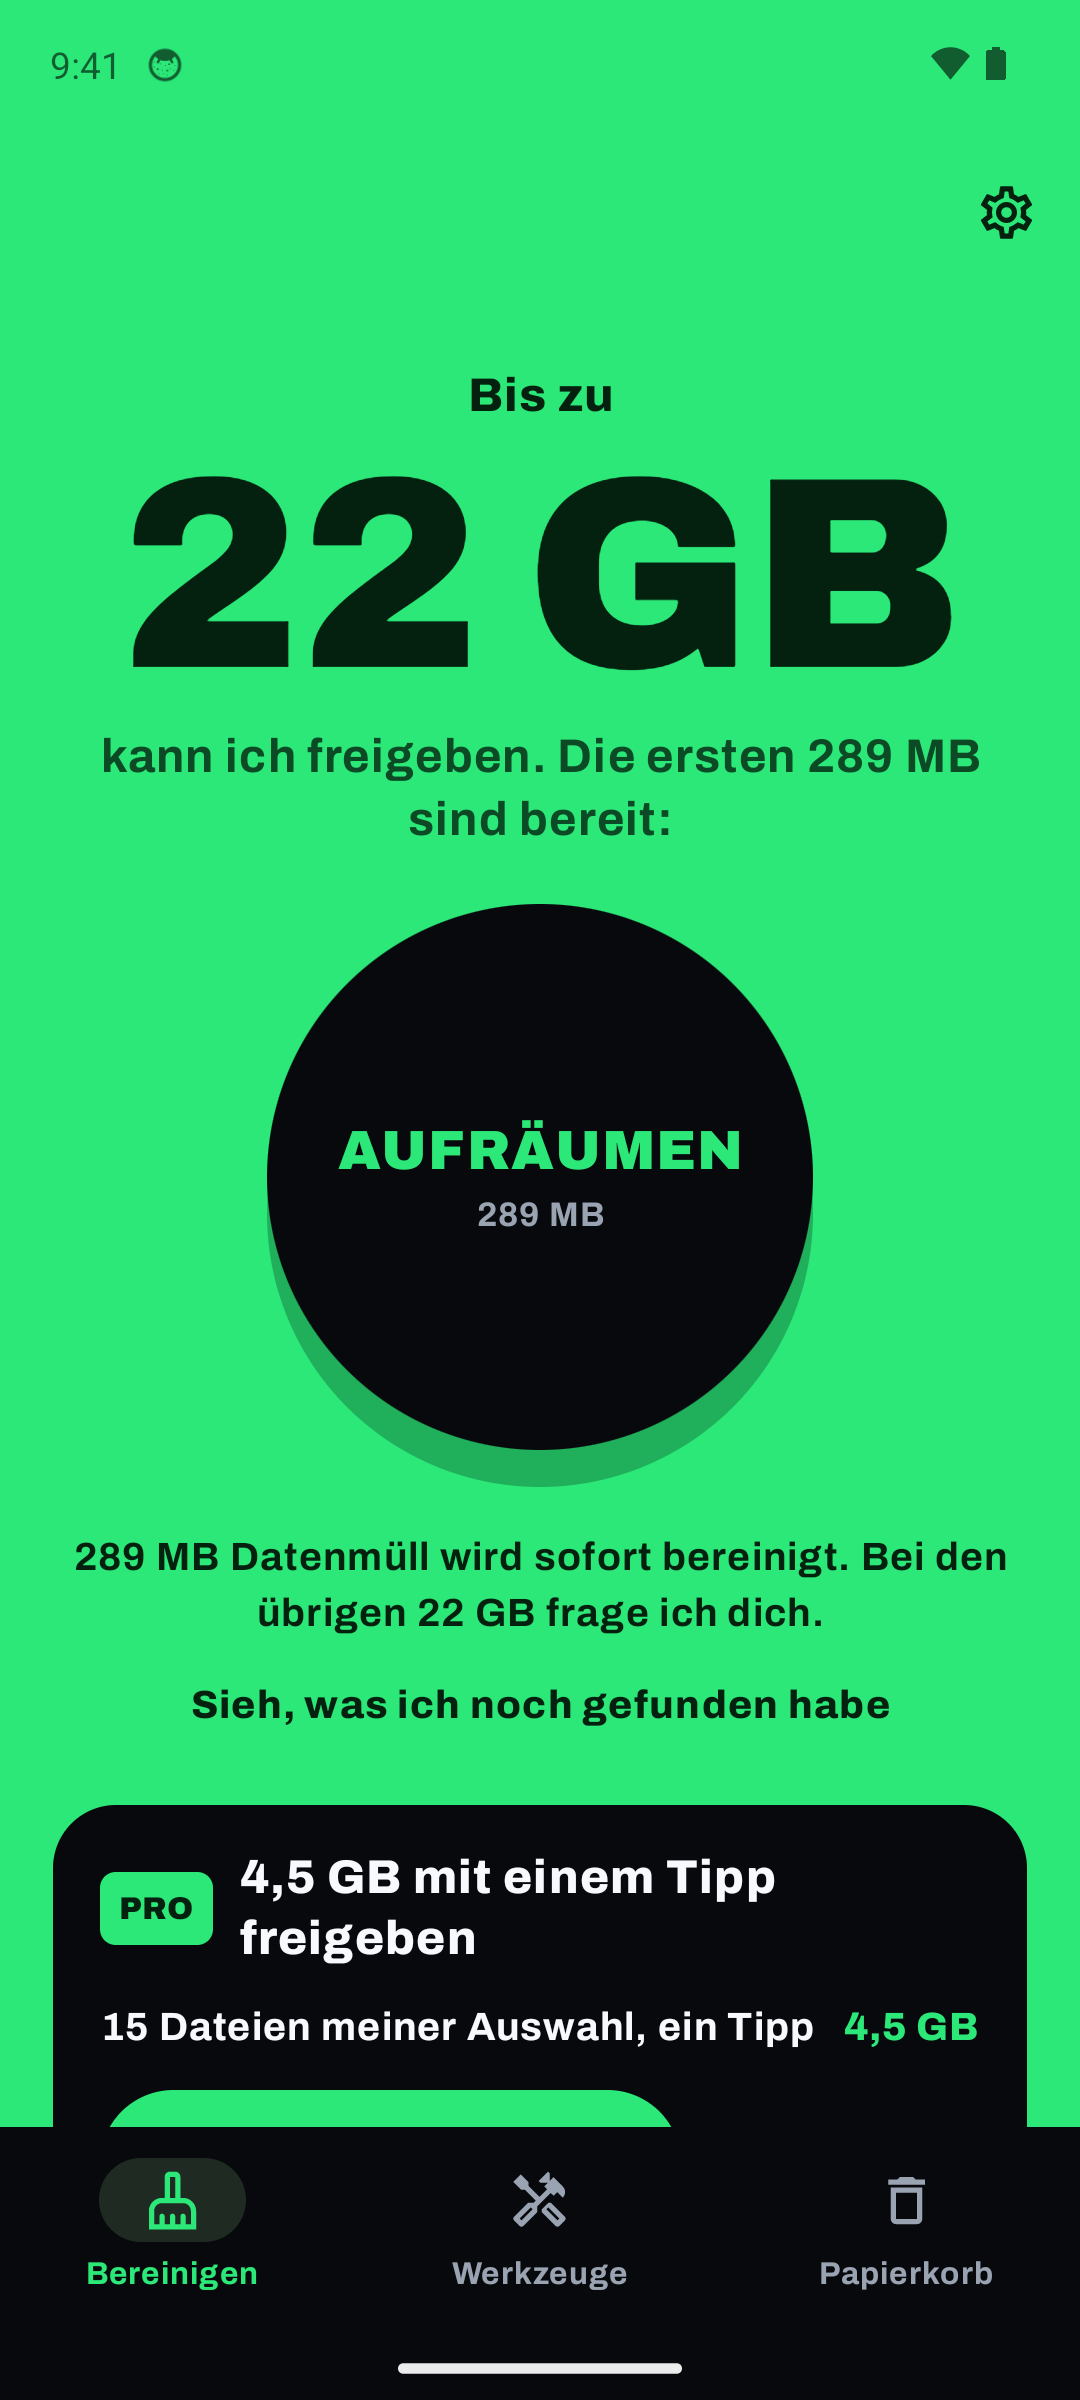 9:41
Bis zu
22 GB
kann ich freigeben. Die ersten 289 MB
sind bereit:
AUFRÄUMEN
289 MB
289 MB Datenmüll wird sofort bereinigt. Bei den
übrigen 22 GB frage ich dich.
Sieh, was ich noch gefunden habe
PRO
4,5 GB mit einem Tipp
freigeben
15 Dateien meiner Auswahl, ein Tipp 4,5 GB
Bereinigen
Werkzeuge
Papierkorb